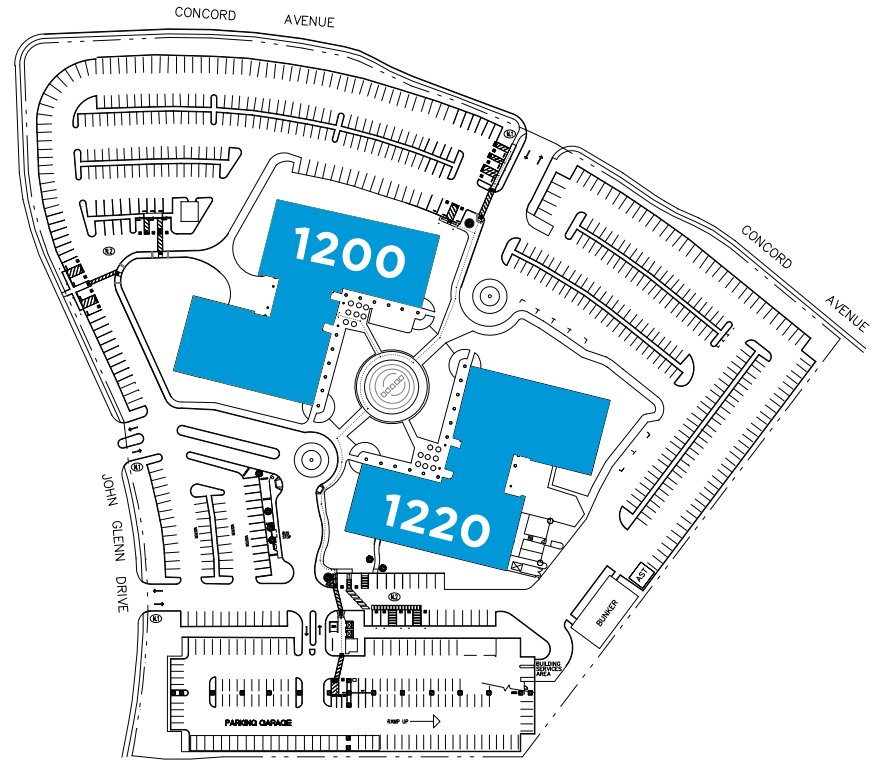 CONCORD AVENUE
1200
CONCORD
AVENUE
1220
JOHN GLENN DRIVE
AST
BUNKER
BUILDING
SERVICES
AREA
PARKING GARAGE
RAMP UP